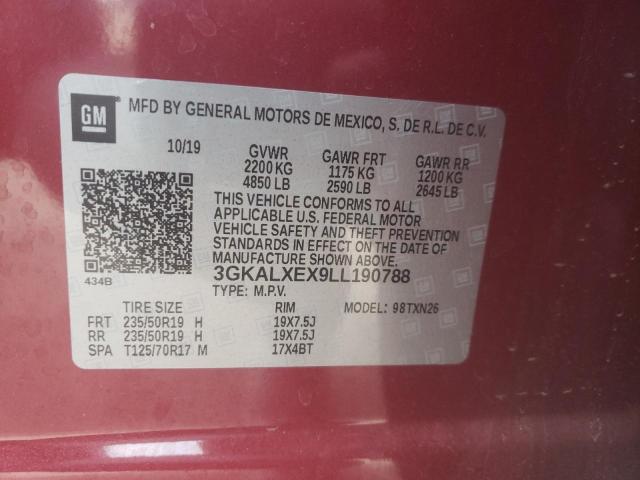 GM
MFD BY GENERAL MOTORS DE MEXICO, S. DE R.L. DE C.V.
10/19 GVWR GAWR FRT GAWR RR
2200 KG 1175 KG 1200 KG
4850 LB 2590 LB 2645 LB
THIS VEHICLE CONFORMS TO ALL
APPLICABLE U.S. FEDERAL MOTOR
VEHICLE SAFETY AND THEFT PREVENTION
STANDARDS IN EFFECT ON THE DATE OF
MANUFACTURE SHOWN ABOVE.
434B
3GKALXEX9LL190788
TYPE: M.P.V.
TIRE SIZE RIM MODEL: 98TXN26
FRT 235/50R19 H 19X7.5J
RR 235/50R19 H 19X7.5J
SPA T125/70R17 M 17X4BT